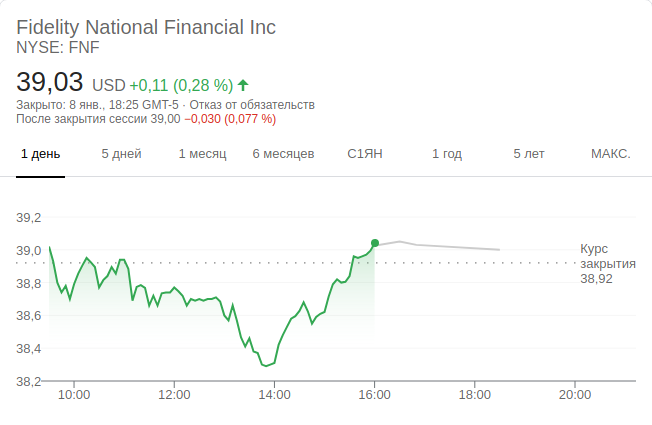 Fidelity National Financial Inc
NYSE: FNF
39,03 USD +0,11 (0,28 %)
Закрыто: 8 янв., 18:25 GMT-5 · Отказ от обязательств
После закрытия сессии 39,00 −0,030 (0,077 %)
1 день 5 дней 1 месяц 6 месяцев С1ЯН 1 год 5 лет МАКС.
39,2
39,0
38,8
38,6
38,4
38,2
Курс
закрытия
38,92
10:00 12:00 14:00 16:00 18:00 20:00